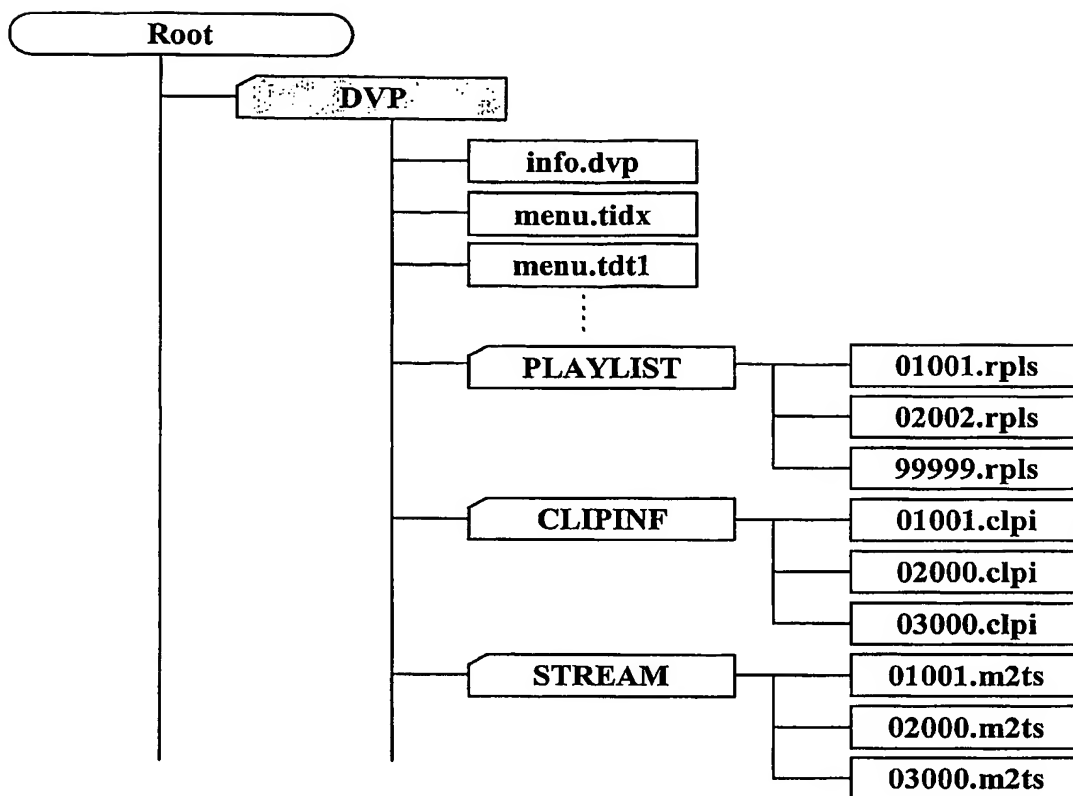 Root
DVP
info.dvp
menu.tidx
menu.tdt1
PLAYLIST
01001.rpls
02002.rpls
99999.rpls
CLIPINF
01001.clpi
02000.clpi
03000.clpi
STREAM
01001.m2ts
02000.m2ts
03000.m2ts